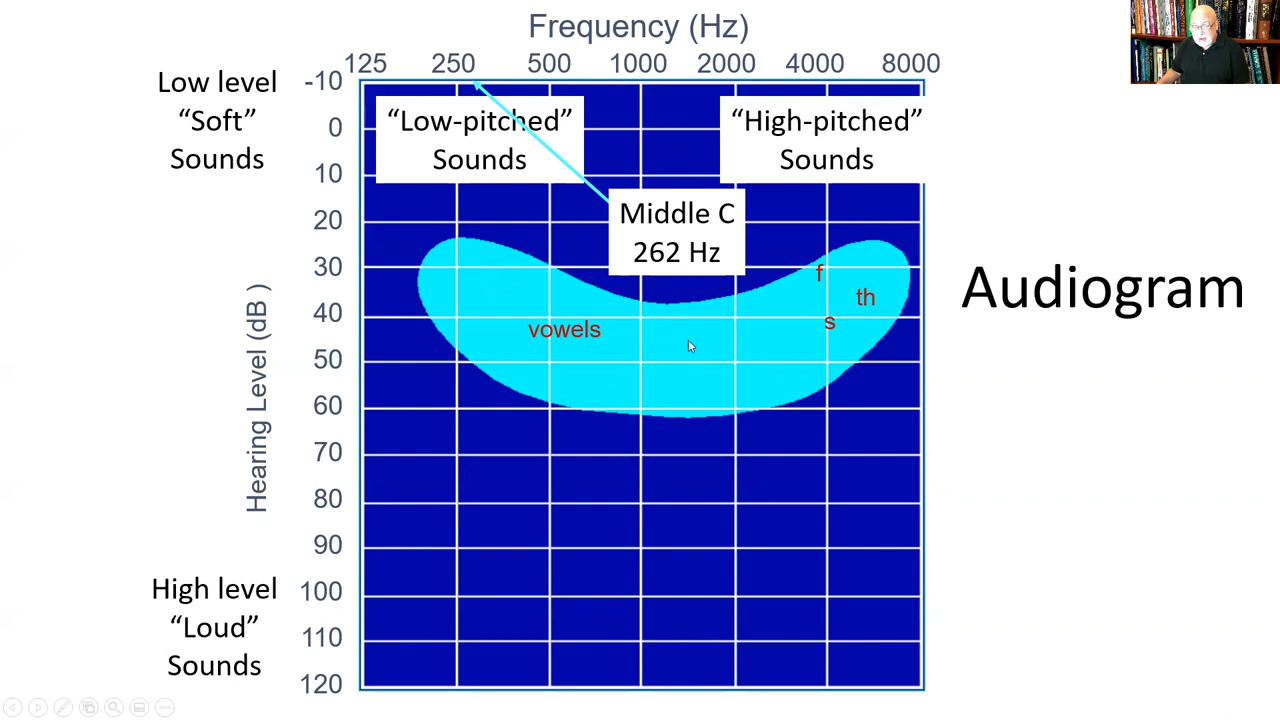 Frequency (Hz)
125 250 500 1000 2000 4000 8000
Low level
“Soft”
Sounds
-10
0
10
20
30
40
50
60
70
80
90
100
110
120
“Low-pitched”
Sounds
“High-pitched”
Sounds
Middle C
262 Hz
f
th
s
vowels
Hearing Level (dB )
Audiogram
High level
“Loud”
Sounds